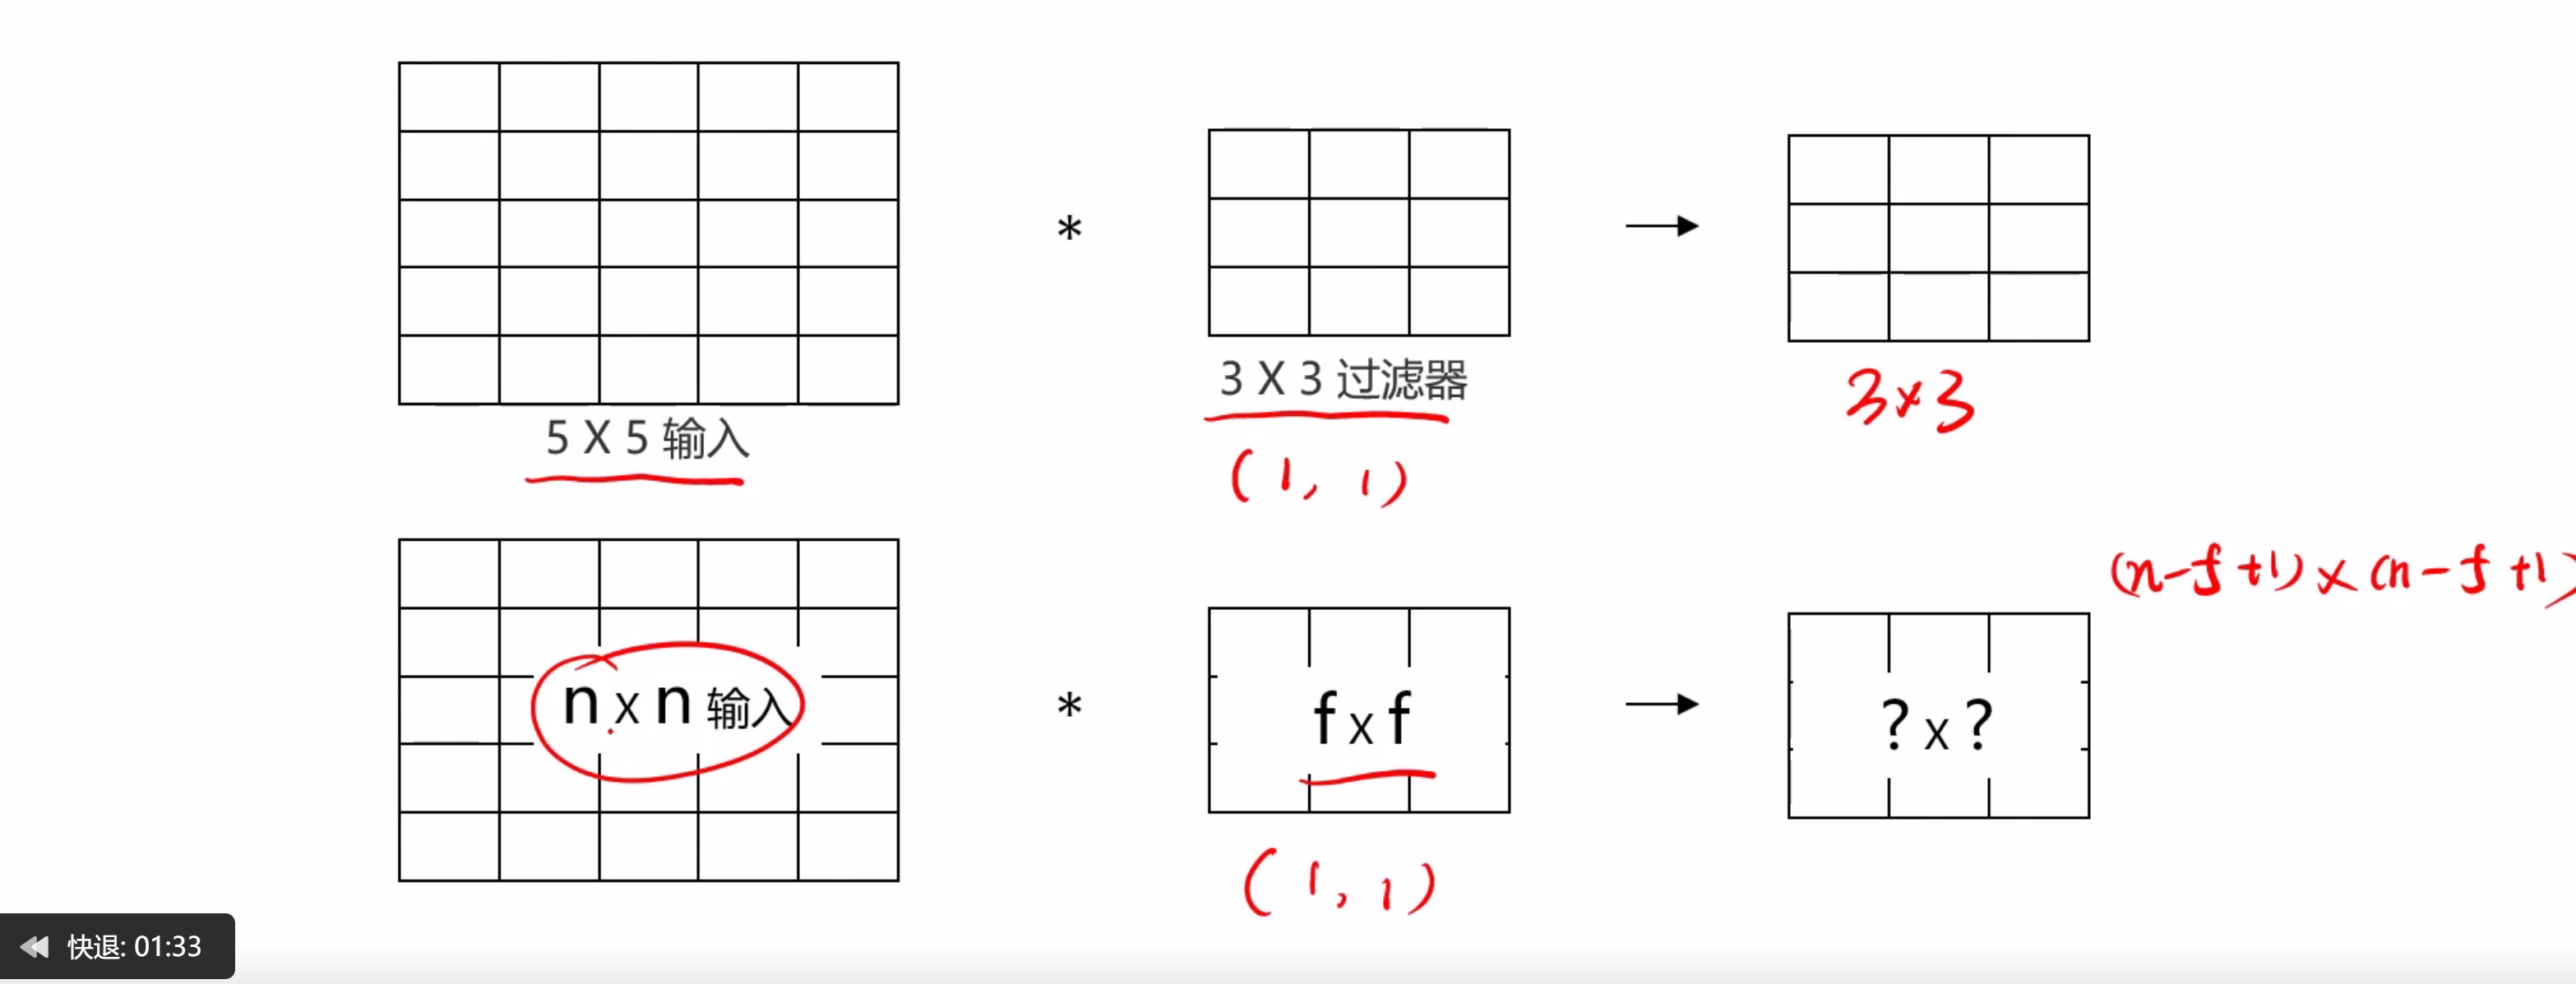 *
5 X 5 输入
3 X 3 过滤器
3×3
(1, 1)
(n-f+1)×(n-f+1)
n x n 输入
*
f x f
? x ?
(1, 1)
快退: 01:33